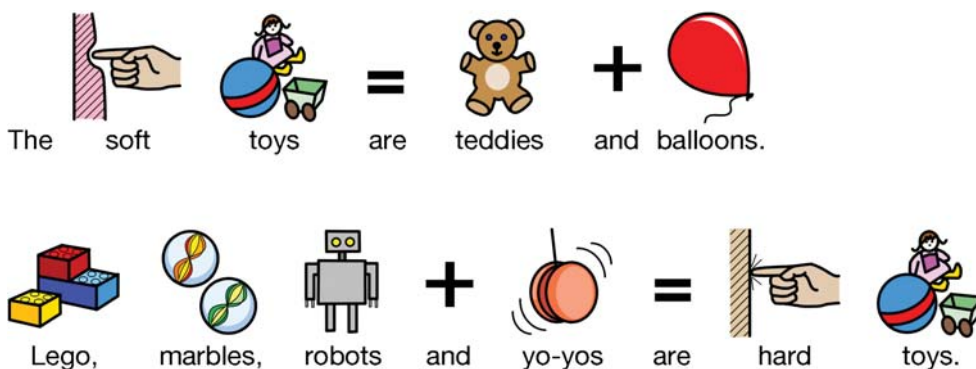 The soft toys are teddies and balloons.
Lego, marbles, robots and yo-yos are hard toys.